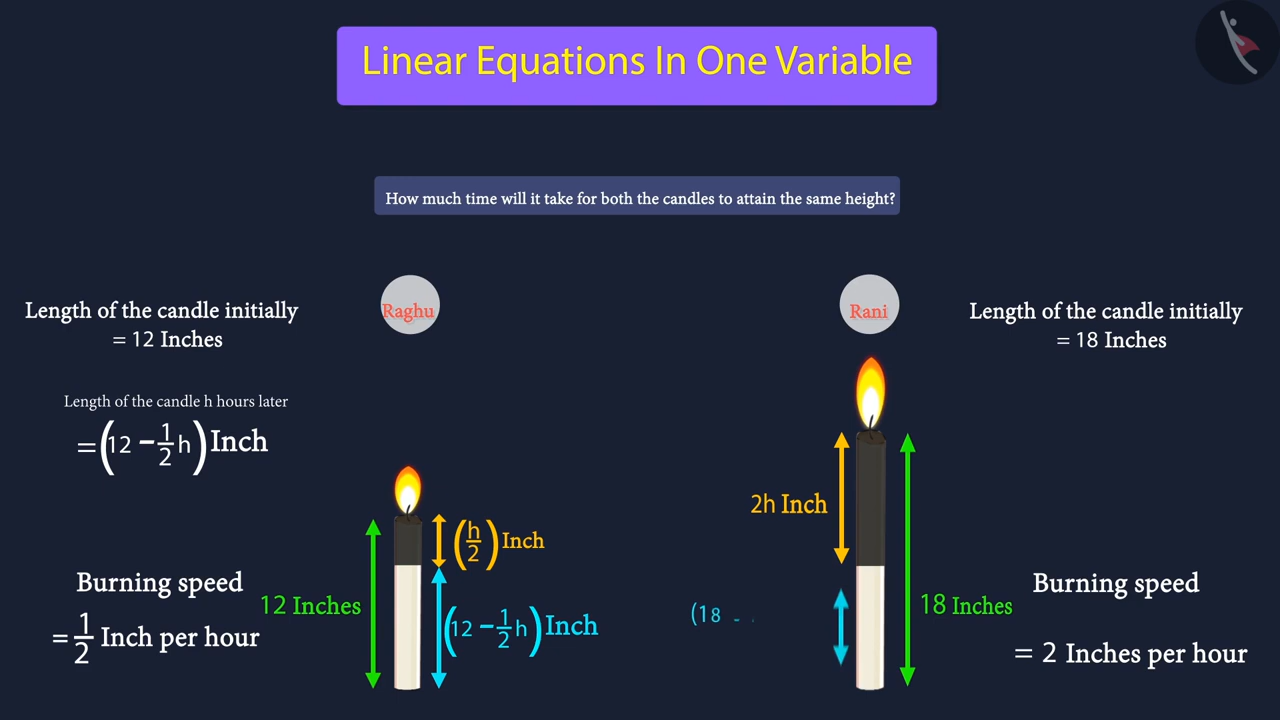 Linear Equations In One Variable
How much time will it take for both the candles to attain the same height?
Raghu
Rani
Length of the candle initially
= 12 Inches
Length of the candle initially
= 18 Inches
Length of the candle h hours later
= (12 − 1/2 h) Inch
2h Inch
(h/2) Inch
Burning speed
= 1/2 Inch per hour
12 Inches
(12 − 1/2 h) Inch
(18 -
18 Inches
Burning speed
= 2 Inches per hour